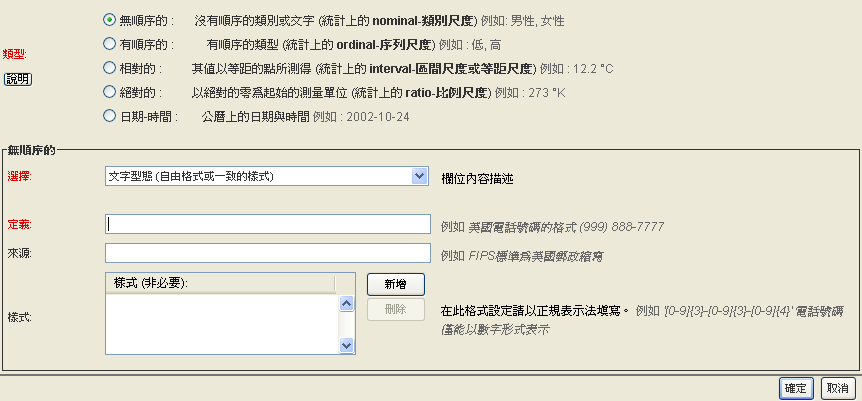 無順序的 : 沒有順序的類別或文字 (統計上的 nominal-類別尺度) 例如: 男性, 女性
有順序的 : 有順序的類型 (統計上的 ordinal-序列尺度) 例如 : 低, 高
類型:
相對的 : 其值以等距的點所測得 (統計上的 interval-區間尺度或等距尺度) 例如 : 12.2 °C
說明
絕對的 : 以絕對的零為起始的測量單位 (統計上的 ratio-比例尺度) 例如 : 273 °K
日期-時間 : 公曆上的日期與時間 例如 : 2002-10-24
無順序的
選擇: 文字型態 (自由格式或一致的樣式) 欄位內容描述
定義: 例如 英國電話號碼的格式 (999) 888-7777
來源: 例如 FIPS標準為英國郵政縮寫
樣式 (非必要): 新增
刪除
樣式: 在此格式設定請以正規表示法填寫。 例如 '[0-9]{3}-[0-9]{3}-[0-9]{4}' 電話號碼
僅能以數字形式表示
確定 取消